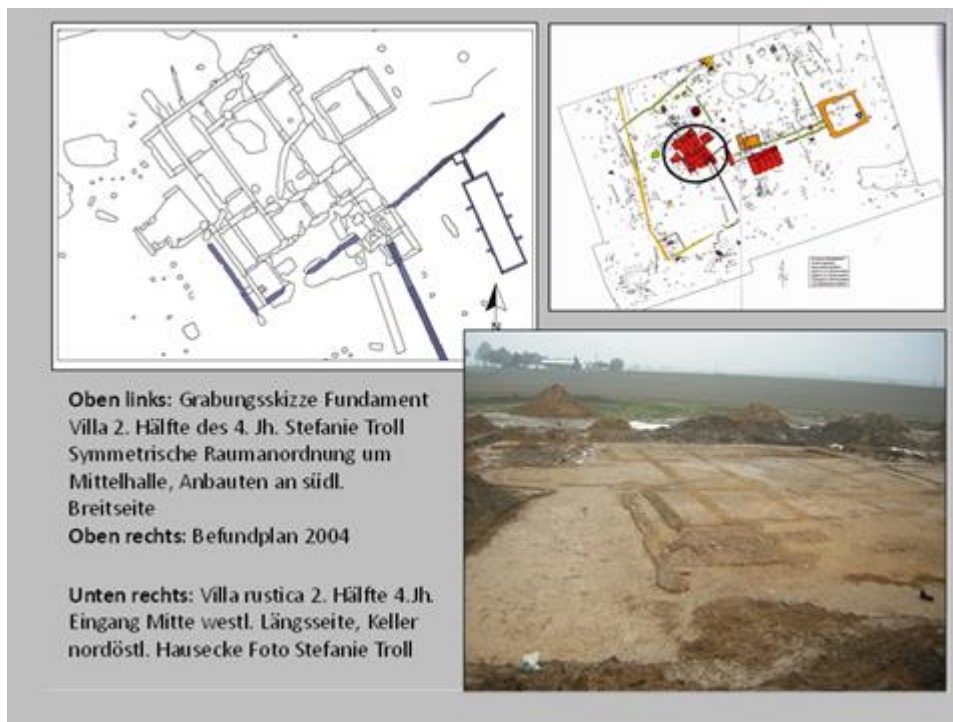 N
Oben links: Grabungsskizze Fundament
Villa 2. Hälfte des 4. Jh. Stefanie Troll
Symmetrische Raumanordnung um
Mittelhalle, Anbauten an südl.
Breitseite
Oben rechts: Befundplan 2004
Unten rechts: Villa rustica 2. Hälfte 4.Jh.
Eingang Mitte westl. Längsseite, Keller
nordöstl. Hausecke Foto Stefanie Troll